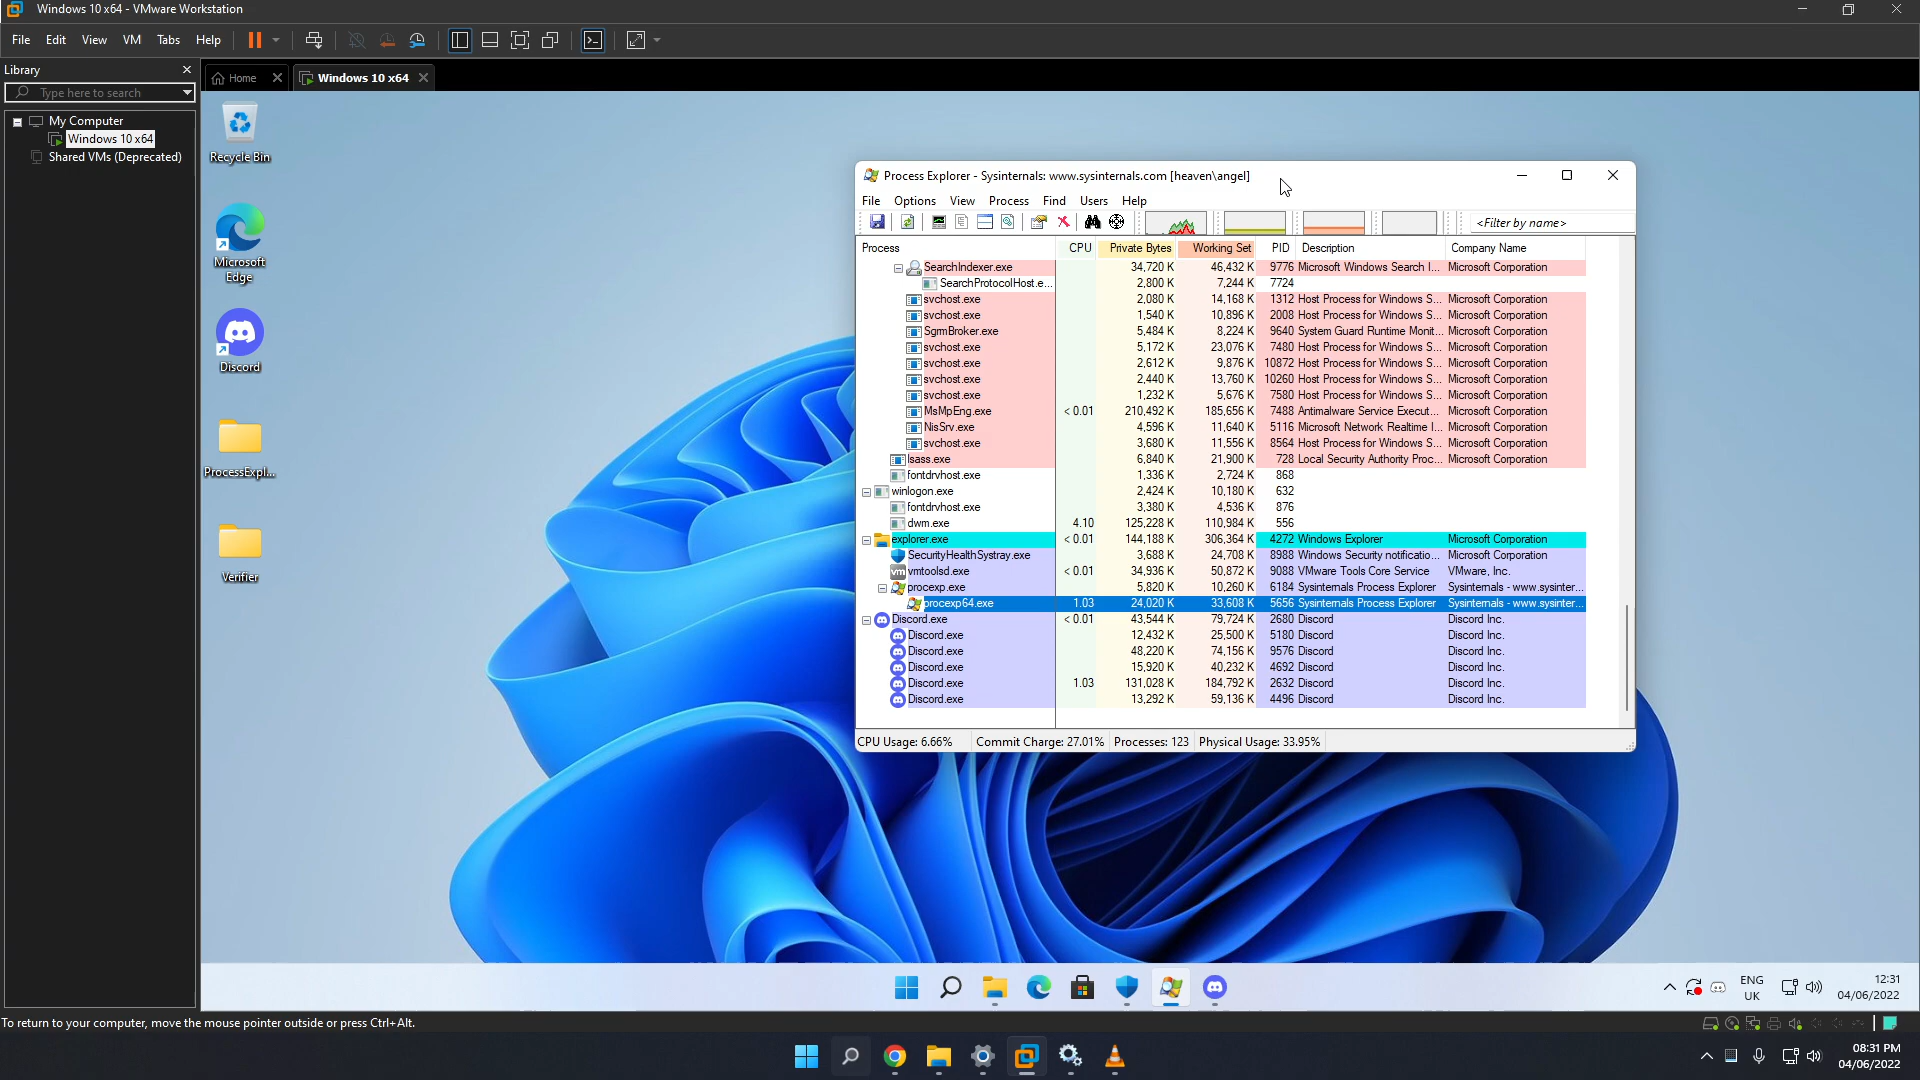 Windows 10 x64 - VMware Workstation
File Edit View VM Tabs Help
Library
Type here to search
My Computer
Windows 10 x64
Shared VMs (Deprecated)
Home
Windows 10 x64
Recycle Bin
Microsoft
Edge
Discord
ProcessExpl...
Verifier
Process Explorer - Sysinternals: www.sysinternals.com [heaven\angel]
File Options View Process Find Users Help
<Filter by name>
Process CPU Private Bytes Working Set PID Description Company Name
SearchIndexer.exe 34,720 K 46,432 K 9776 Microsoft Windows Search I... Microsoft Corporation
SearchProtocolHost.e... 2,800 K 7,244 K 7724
svchost.exe 2,080 K 14,168 K 1312 Host Process for Windows S... Microsoft Corporation
svchost.exe 1,540 K 10,896 K 2008 Host Process for Windows S... Microsoft Corporation
SgrmBroker.exe 5,484 K 8,224 K 9640 System Guard Runtime Monit... Microsoft Corporation
svchost.exe 5,172 K 23,076 K 7480 Host Process for Windows S... Microsoft Corporation
svchost.exe 2,612 K 9,876 K 10872 Host Process for Windows S... Microsoft Corporation
svchost.exe 2,440 K 13,760 K 10260 Host Process for Windows S... Microsoft Corporation
svchost.exe 1,232 K 5,676 K 7580 Host Process for Windows S... Microsoft Corporation
MsMpEng.exe < 0.01 210,492 K 185,656 K 7488 Antimalware Service Execut... Microsoft Corporation
NisSrv.exe 4,596 K 11,640 K 5116 Microsoft Network Realtime I... Microsoft Corporation
svchost.exe 3,680 K 11,556 K 8564 Host Process for Windows S... Microsoft Corporation
lsass.exe 6,840 K 21,900 K 728 Local Security Authority Proc... Microsoft Corporation
fontdrvhost.exe 1,336 K 2,724 K 868
winlogon.exe 2,424 K 10,180 K 632
fontdrvhost.exe 3,380 K 4,536 K 876
dwm.exe 4.10 125,228 K 110,984 K 556
explorer.exe < 0.01 144,188 K 306,364 K 4272 Windows Explorer Microsoft Corporation
SecurityHealthSystray.exe 3,688 K 24,708 K 8988 Windows Security notificatio... Microsoft Corporation
vm vmtoolsd.exe < 0.01 34,936 K 50,872 K 9088 VMware Tools Core Service VMware, Inc.
procexp.exe 5,820 K 10,260 K 6184 Sysinternals Process Explorer Sysinternals - www.sysinter...
procexp64.exe 1.03 24,020 K 33,608 K 5656 Sysinternals Process Explorer Sysinternals - www.sysinter...
Discord.exe < 0.01 43,544 K 79,724 K 2680 Discord Discord Inc.
Discord.exe 12,432 K 25,500 K 5180 Discord Discord Inc.
Discord.exe 48,220 K 74,156 K 9576 Discord Discord Inc.
Discord.exe 15,920 K 40,232 K 4692 Discord Discord Inc.
Discord.exe 1.03 131,028 K 184,792 K 2632 Discord Discord Inc.
Discord.exe 13,292 K 59,136 K 4496 Discord Discord Inc.
CPU Usage: 6.66% Commit Charge: 27.01% Processes: 123 Physical Usage: 33.95%
ENG
UK
12:31
04/06/2022
To return to your computer, move the mouse pointer outside or press Ctrl+Alt.
08:31 PM
04/06/2022